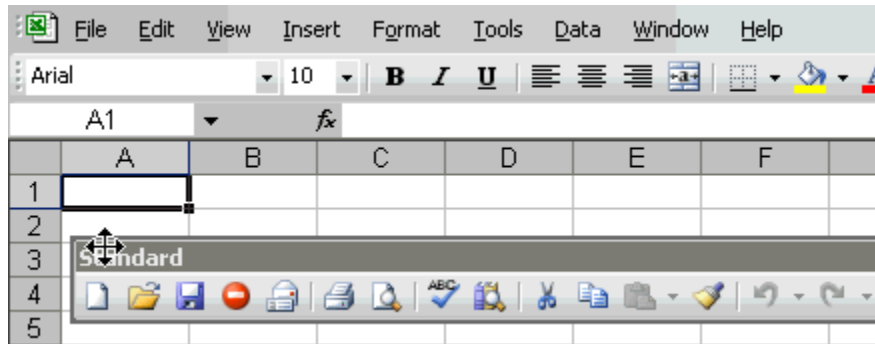 File Edit View Insert Format Tools Data Window Help
Arial 10 B I U a A
A1 fx
A B C D E F
1
2
3
Standard
ABC
4
5